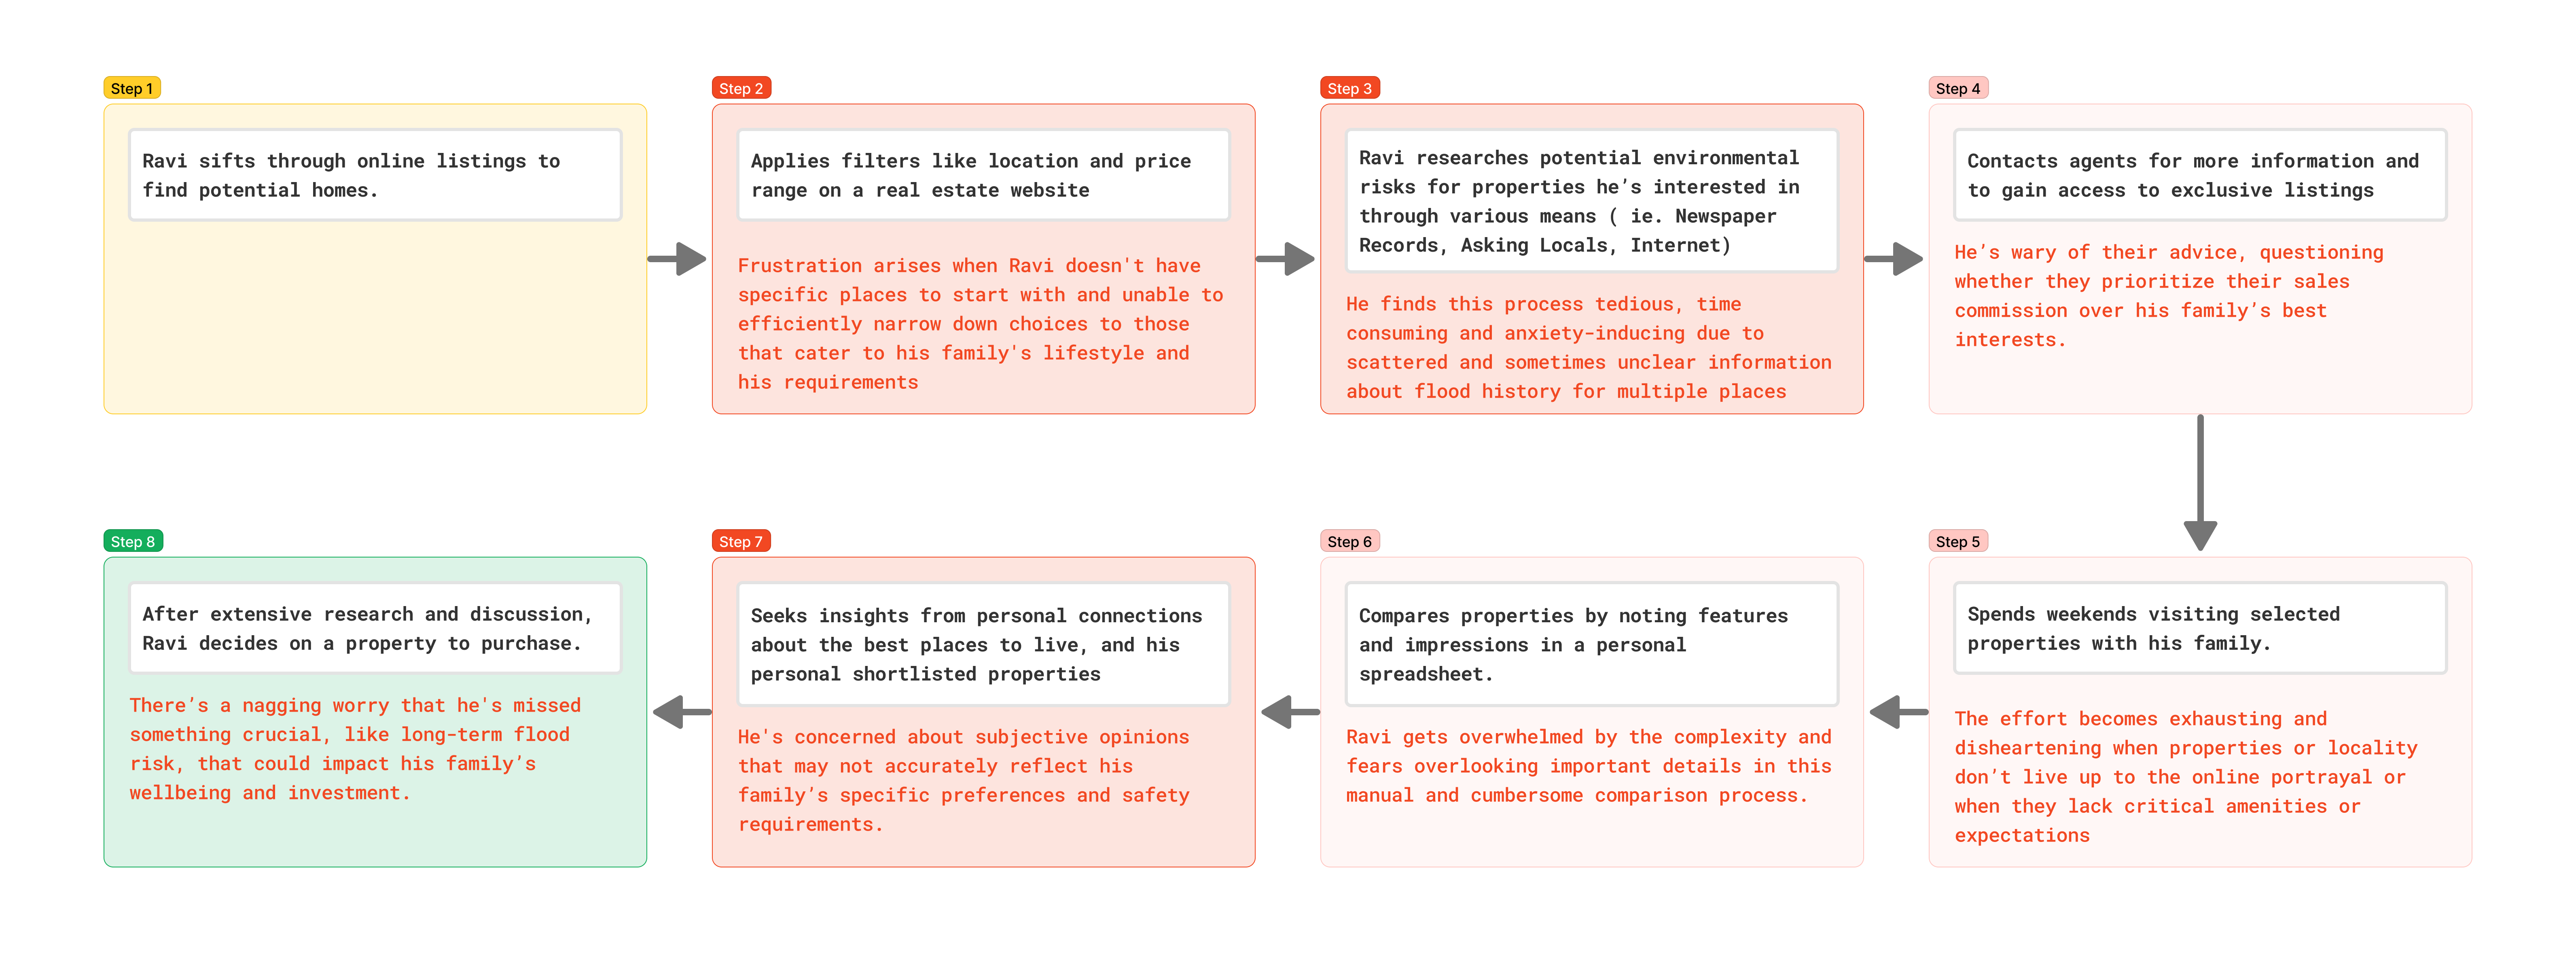 Step 1
Ravi sifts through online listings to
find potential homes.
Step 2
Applies filters like location and price
range on a real estate website
Frustration arises when Ravi doesn't have
specific places to start with and unable to
efficiently narrow down choices to those
that cater to his family's lifestyle and
his requirements
Step 3
Ravi researches potential environmental
risks for properties he’s interested in
through various means ( ie. Newspaper
Records, Asking Locals, Internet)
He finds this process tedious, time
consuming and anxiety-inducing due to
scattered and sometimes unclear information
about flood history for multiple places
Step 4
Contacts agents for more information and
to gain access to exclusive listings
He’s wary of their advice, questioning
whether they prioritize their sales
commission over his family’s best
interests.
Step 5
Spends weekends visiting selected
properties with his family.
The effort becomes exhausting and
disheartening when properties or locality
don’t live up to the online portrayal or
when they lack critical amenities or
expectations
Step 6
Compares properties by noting features
and impressions in a personal
spreadsheet.
Ravi gets overwhelmed by the complexity and
fears overlooking important details in this
manual and cumbersome comparison process.
Step 7
Seeks insights from personal connections
about the best places to live, and his
personal shortlisted properties
He's concerned about subjective opinions
that may not accurately reflect his
family’s specific preferences and safety
requirements.
Step 8
After extensive research and discussion,
Ravi decides on a property to purchase.
There’s a nagging worry that he's missed
something crucial, like long-term flood
risk, that could impact his family’s
wellbeing and investment.